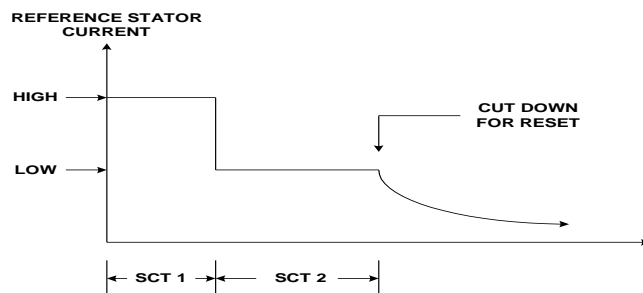 REFERENCE STATOR
CURRENT
HIGH
CUT DOWN
FOR RESET
LOW
SCT 1
SCT 2